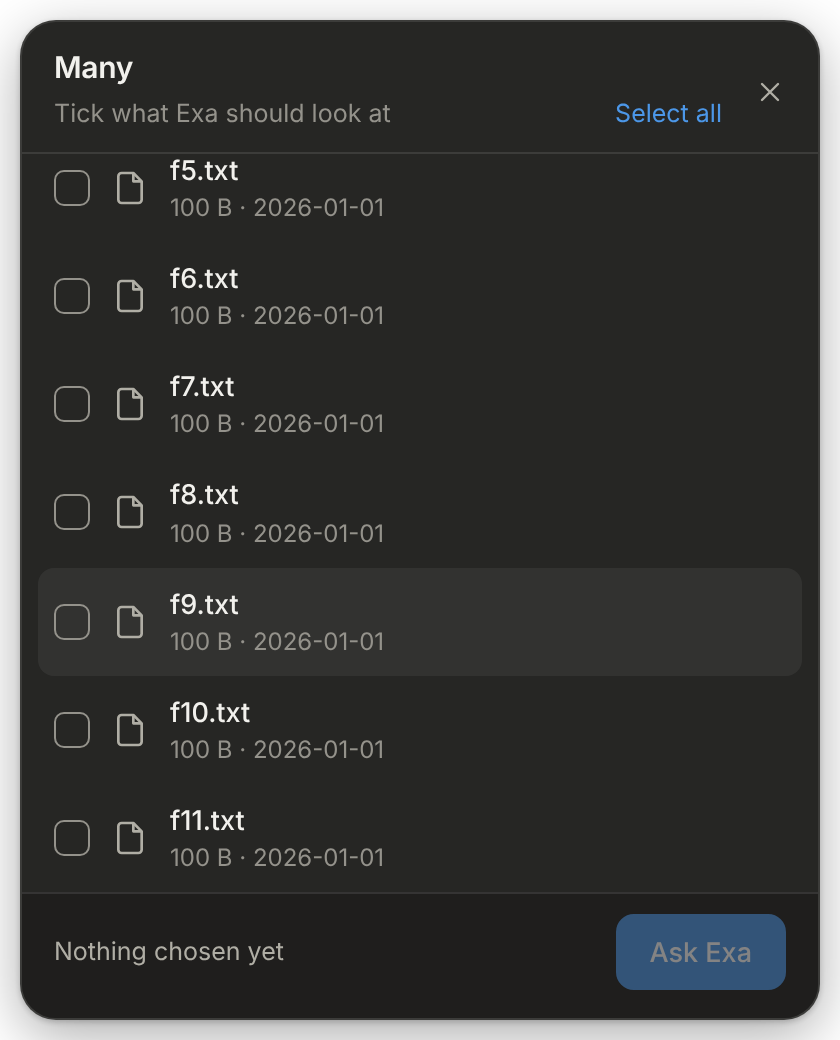 Many
Tick what Exa should look at
Select all
f5.txt
100 B · 2026-01-01
f6.txt
100 B · 2026-01-01
f7.txt
100 B · 2026-01-01
f8.txt
100 B · 2026-01-01
f9.txt
100 B · 2026-01-01
f10.txt
100 B · 2026-01-01
f11.txt
100 B · 2026-01-01
Nothing chosen yet
Ask Exa